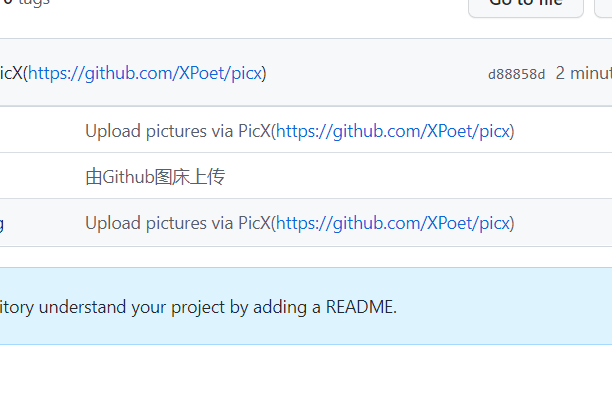 0 tags
Go to file
icX(https://github.com/XPoet/picx)
d88858d 2 minut
Upload pictures via PicX(https://github.com/XPoet/picx)
由Github图床上传
g
Upload pictures via PicX(https://github.com/XPoet/picx)
itory understand your project by adding a README.